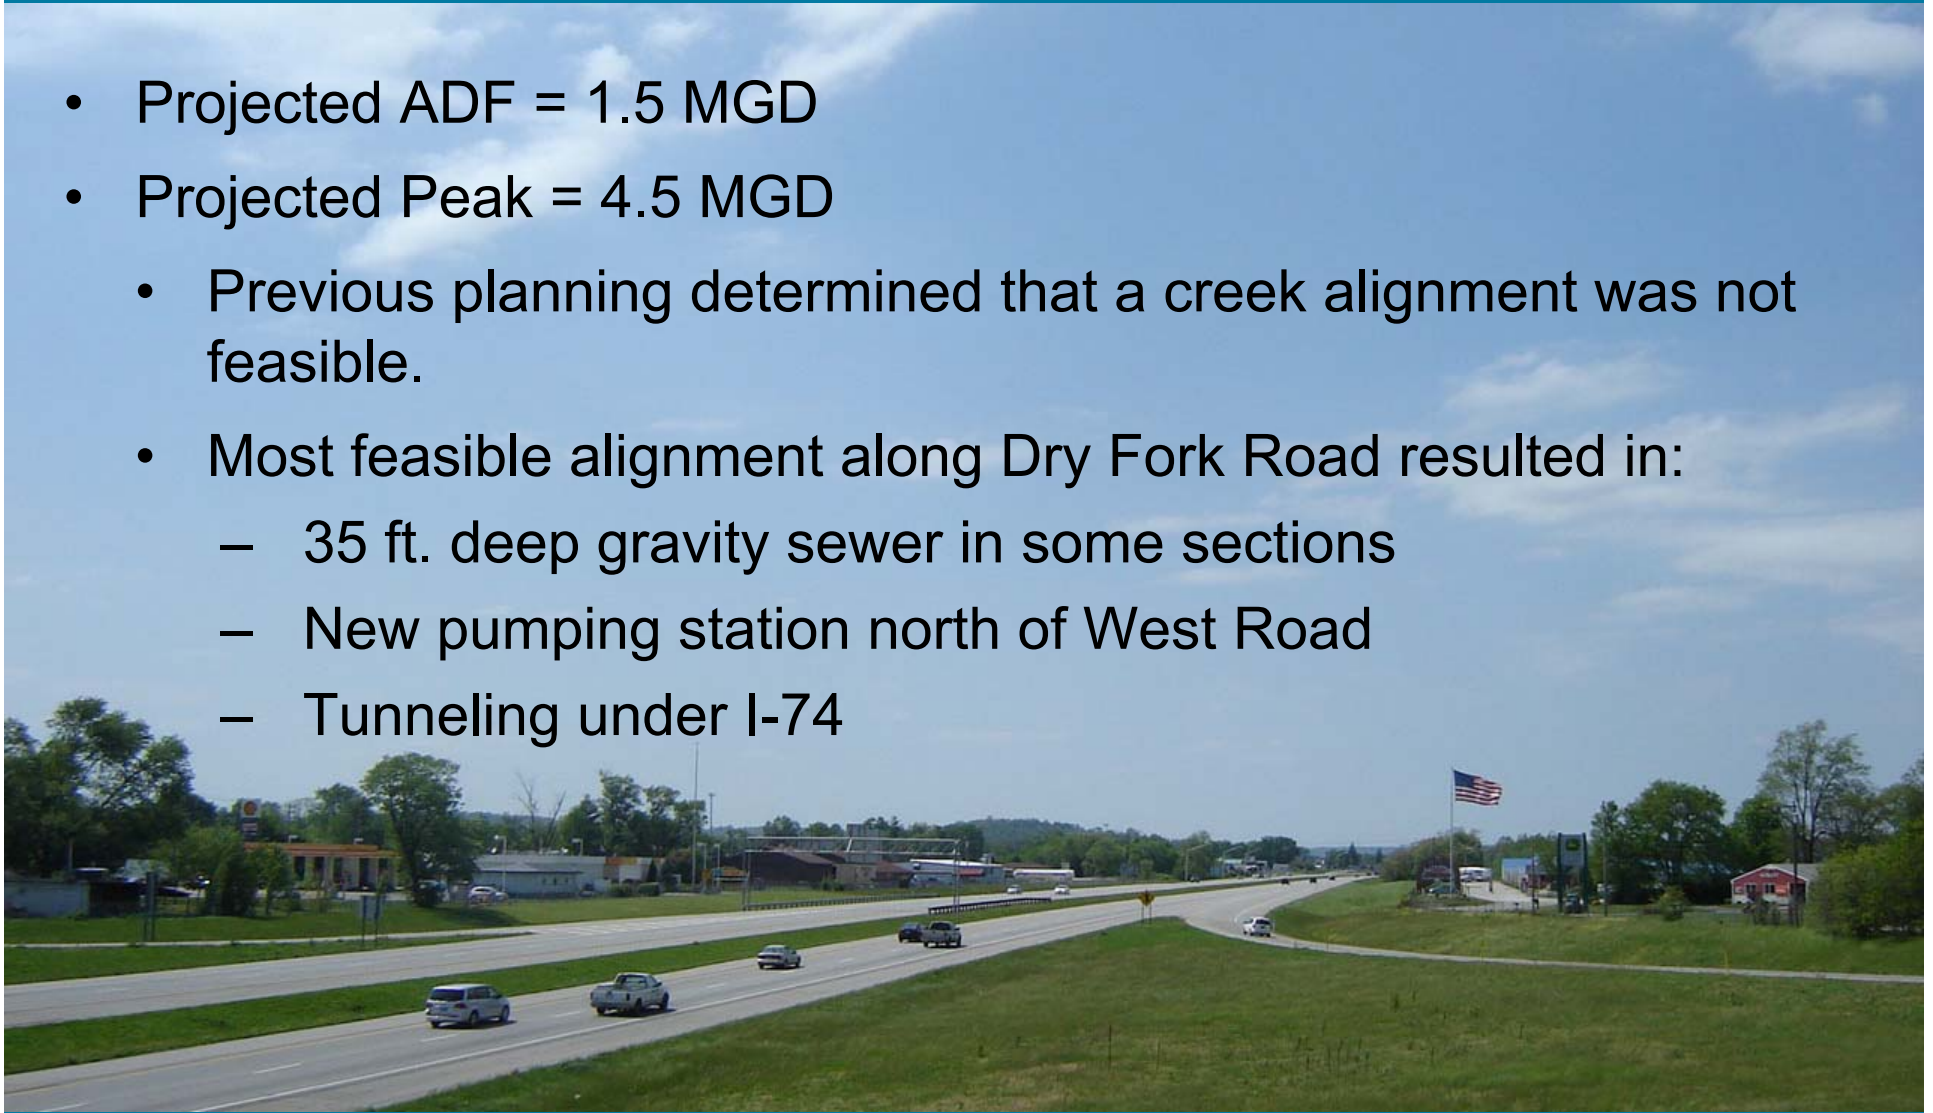 • Projected ADF = 1.5 MGD
• Projected Peak = 4.5 MGD
• Previous planning determined that a creek alignment was not
feasible.
• Most feasible alignment along Dry Fork Road resulted in:
– 35 ft. deep gravity sewer in some sections
– New pumping station north of West Road
– Tunneling under I-74